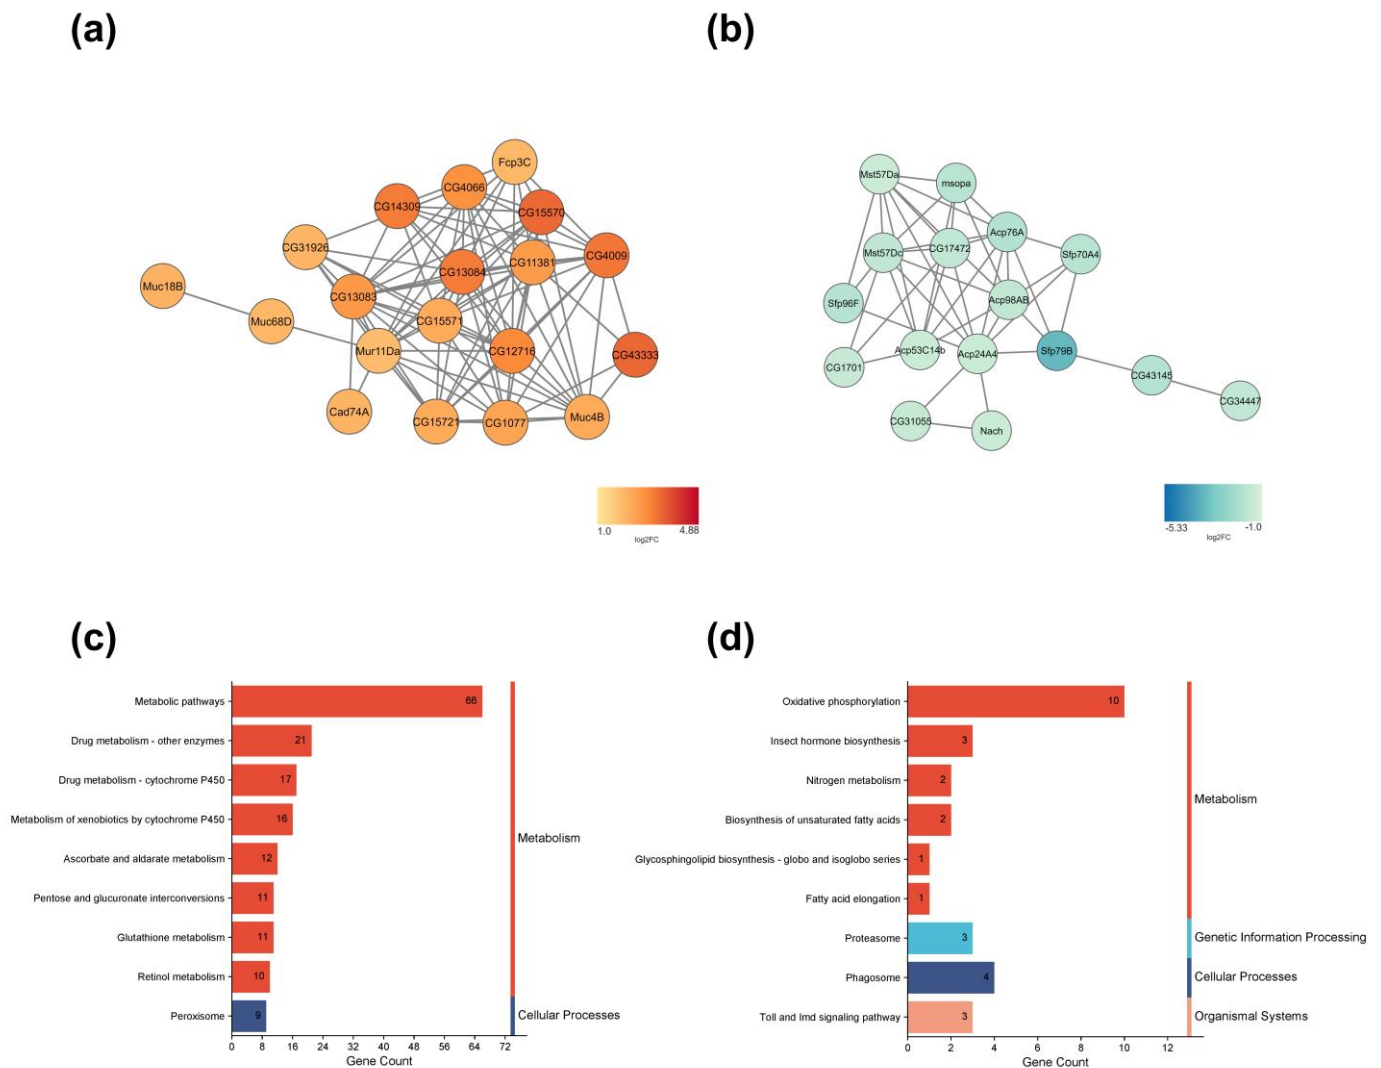 (a)
Fcp3C
CG4066
CG14309
CG15570
CG31926
CG4009
CG11381
CG13084
Muc18B
CG13083
Muc68D
CG15571
Mur11Da
CG12716
CG43333
Cad74A
CG15721
CG1077
Muc4B
1.0
4.88
log2FC
(b)
Mst57Da
msopa
Acp76A
Mst57Dc
CG17472
Sfp70A4
Sfp96F
Acp98AB
Acp53C14b
Acp24A4
Sfp79B
CG1701
CG43145
CG34447
CG31055
Nach
-5.33
-1.0
log2FC
(c)
Metabolic pathways
66
Drug metabolism - other enzymes
21
Drug metabolism - cytochrome P450
17
Metabolism of xenobiotics by cytochrome P450
16
Ascorbate and aldarate metabolism
12
Pentose and glucuronate interconversions
11
Glutathione metabolism
11
Retinol metabolism
10
Peroxisome
9
Metabolism
Cellular Processes
0 8 16 24 32 40 48 56 64 72
Gene Count
(d)
Oxidative phosphorylation
10
Insect hormone biosynthesis
3
Nitrogen metabolism
2
Biosynthesis of unsaturated fatty acids
2
Glycosphingolipid biosynthesis - globo and isoglobo series
1
Fatty acid elongation
1
Proteasome
3
Phagosome
4
Toll and Imd signaling pathway
3
Metabolism
Genetic Information Processing
Cellular Processes
Organismal Systems
0 2 4 6 8 10 12
Gene Count